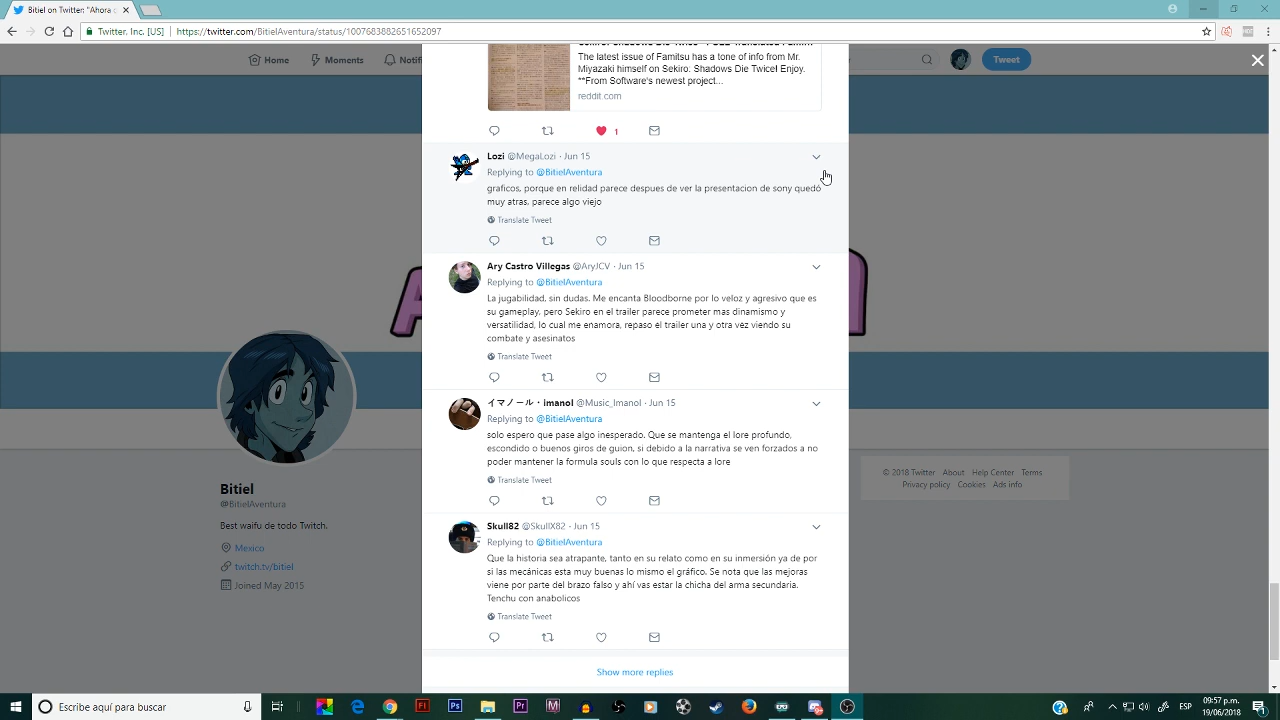 Bitiel on Twitter: "¿A
Twitter, Inc. [US]
https://twitter.com/BitielAventura/status/1007683882651652097
Home
Moments
Notifi
Tweet
The latest issue of Famitsu has a tone of info from Mr.
Miyazaki himself on Sekiro: Shadows Die Twice! Enjoy.
**From Software's newest project...
reddit.com
1
Lozi @MegaLozi · Jun 15
Replying to @BitielAventura
graficos, porque en relidad parece despues de ver la presentacion de sony quedó
muy atras, parece algo viejo
Translate Tweet
Ary Castro Villegas @AryJCV · Jun 15
Replying to @BitielAventura
La jugabilidad, sin dudas. Me encanta Bloodborne por lo veloz y agresivo que es
su gameplay, pero Sekiro en el trailer parece prometer mas dinamismo y
versatilidad, lo cual me enamora, repaso el trailer una y otra vez viendo su
combate y asesinatos
Translate Tweet
イマノール・imanol @Music_Imanol · Jun 15
Replying to @BitielAventura
solo espero que pase algo inesperado. Que se mantenga el lore profundo,
escondido o buenos giros de guion, si debido a la narrativa se ven forzados a no
poder mantener la formula souls con lo que respecta a lore
Translate Tweet
Skull82 @SkullX82 · Jun 15
Replying to @BitielAventura
Que la historia sea atrapante, tanto en su relato como en su inmersión ya de por
si las mecánicas esta muy buenas lo mismo el gráfico. Se nota que las mejoras
viene por parte del brazo falso y ahí vas estar la chicha del arma secundaria.
Tenchu con anabolicos
Translate Tweet
Show more replies
Bitiel
@BitielAventura
Best waifu de todo Twitch,
Mexico
twitch.tv/bitiel
Joined May 2015
© 2018 Twitter About Help Center Terms
Privacy policy Cookies Ads info
Escribe aquí para buscar
ESP
09:57 p.m.
19/06/2018